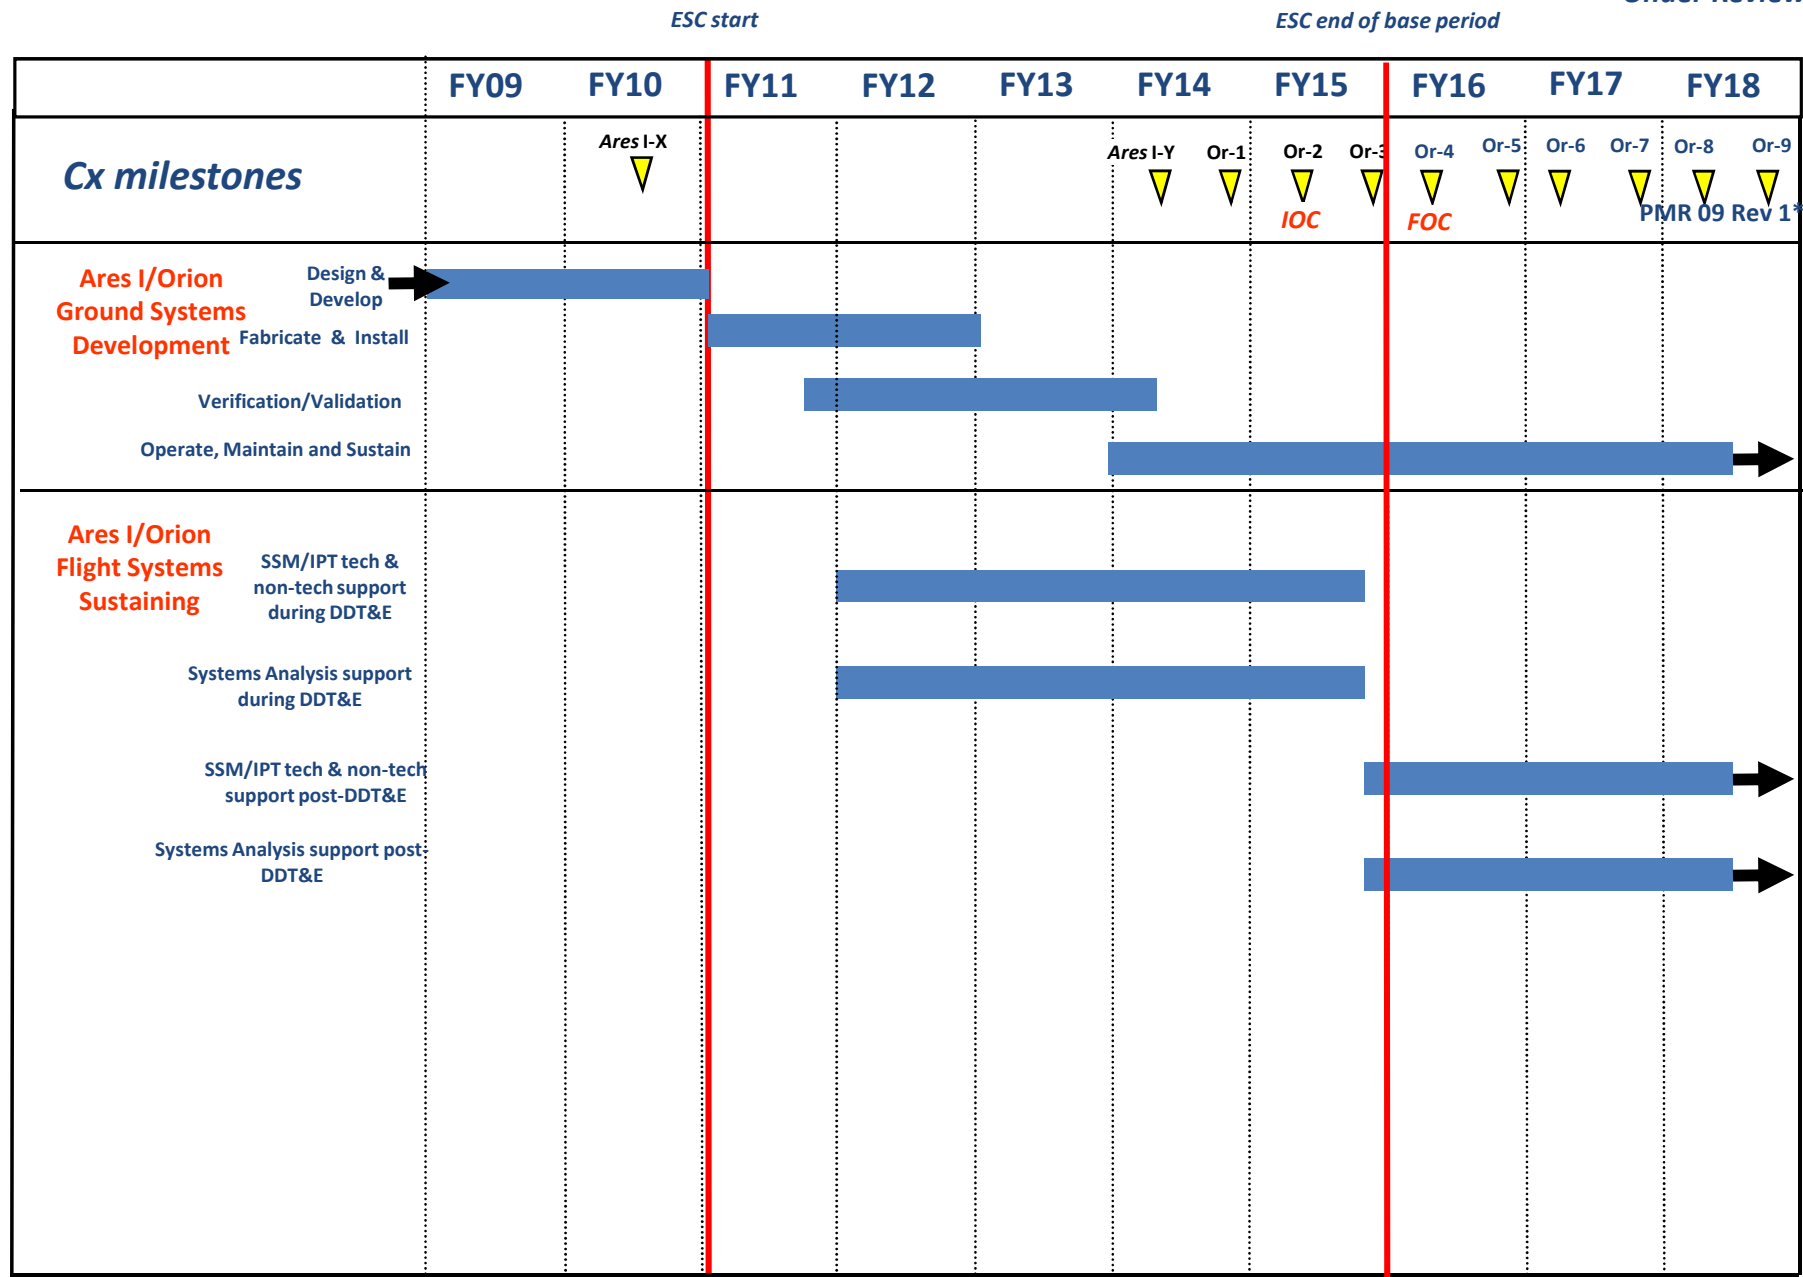 Under Review
ESC start
ESC end of base period
FY09 FY10 FY11 FY12 FY13 FY14 FY15 FY16 FY17 FY18
Cx milestones
Ares I-X
Ares I-Y
Or-1
Or-2
Or-3
Or-4
Or-5
Or-6
Or-7
Or-8
Or-9
IOC
FOC
PMR 09 Rev 1*
Ares I/Orion
Ground Systems
Development
Design &
Develop
Fabricate & Install
Verification/Validation
Operate, Maintain and Sustain
Ares I/Orion
Flight Systems
Sustaining
SSM/IPT tech &
non-tech support
during DDT&E
Systems Analysis support
during DDT&E
SSM/IPT tech & non-tech
support post-DDT&E
Systems Analysis support post-
DDT&E